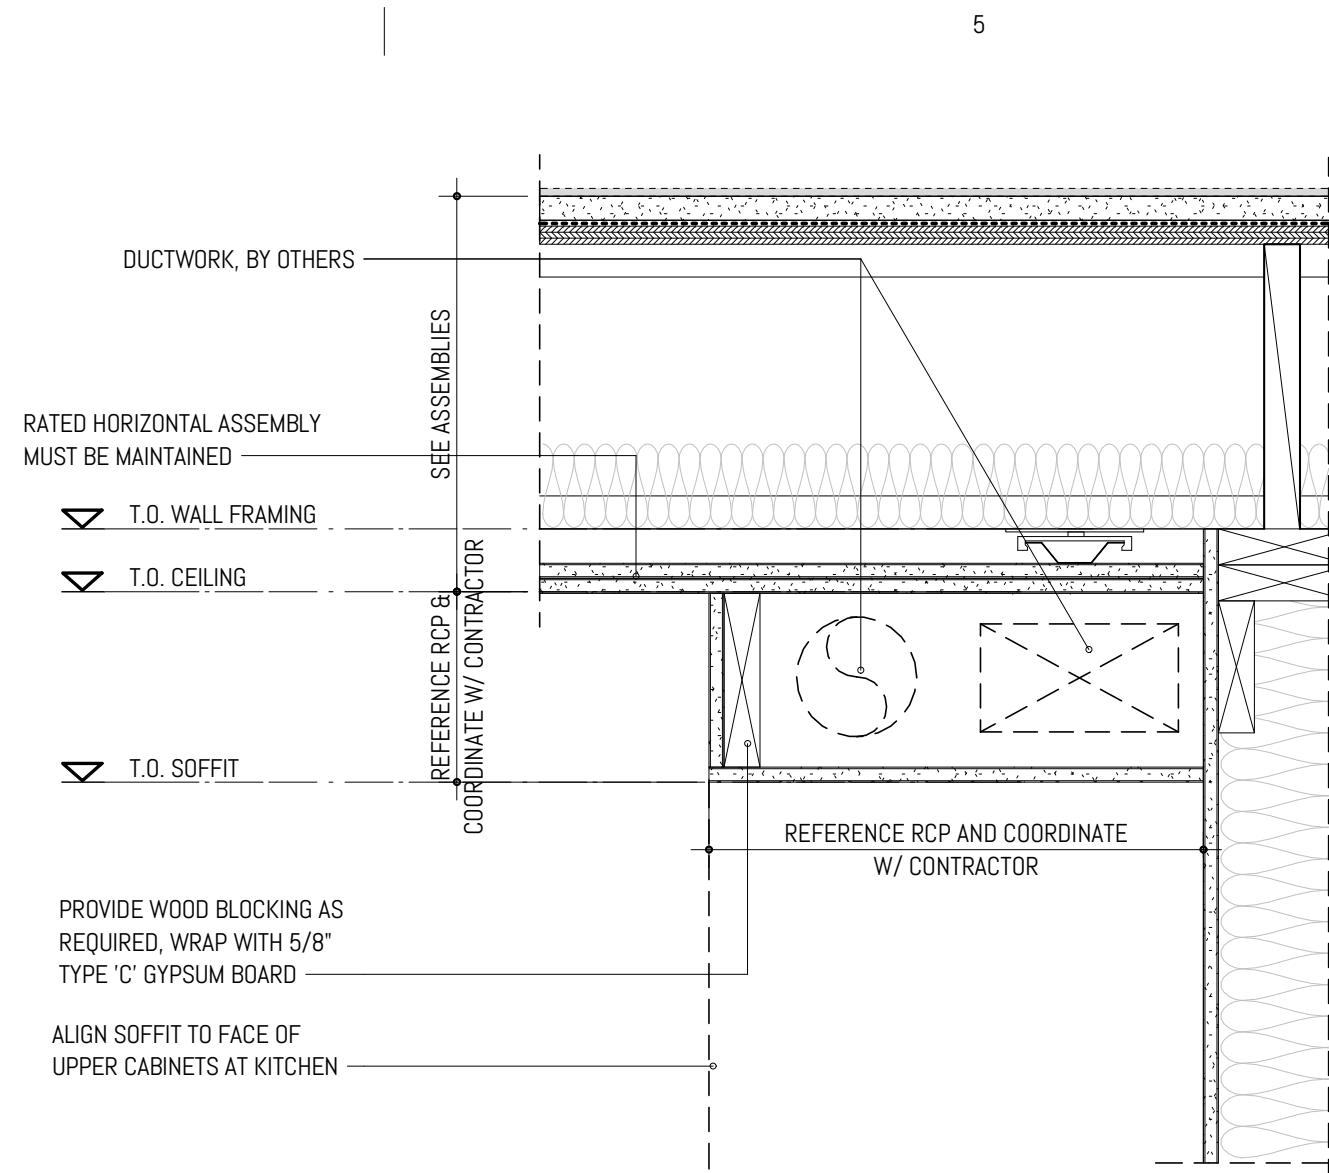 5
DUCTWORK, BY OTHERS
SEE ASSEMBLIES
RATED HORIZONTAL ASSEMBLY
MUST BE MAINTAINED
T.O. WALL FRAMING
T.O. CEILING
REFERENCE RCP &
COORDINATE W/ CONTRACTOR
T.O. SOFFIT
REFERENCE RCP AND COORDINATE
W/ CONTRACTOR
PROVIDE WOOD BLOCKING AS
REQUIRED, WRAP WITH 5/8"
TYPE 'C' GYPSUM BOARD
ALIGN SOFFIT TO FACE OF
UPPER CABINETS AT KITCHEN